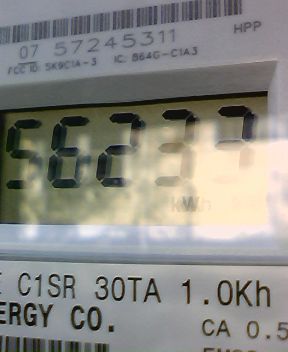 HPP
07 57245311
FCC ID: SK9C1A-3 IC: 864G-C1A3
56234
kWh
C1SR 30TA 1.0Kh
ERGY CO.
CA 0.5